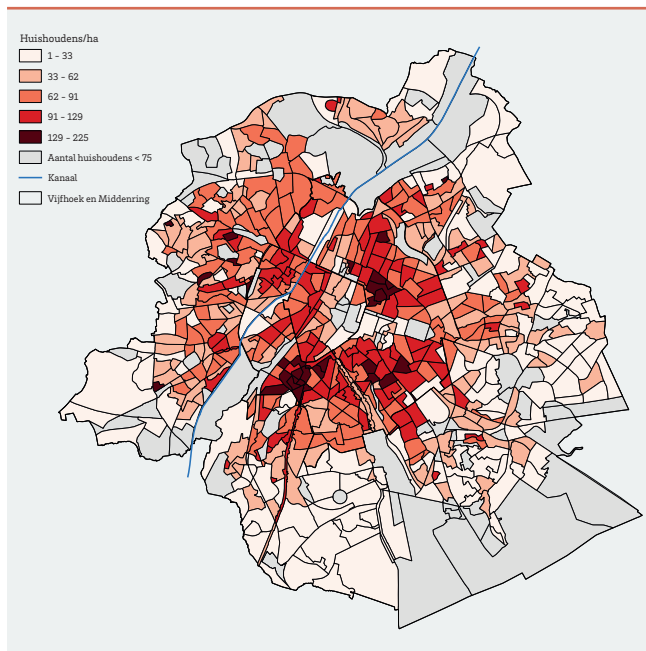 Huishoudens/ha
1 – 33
33 – 62
62 – 91
91 – 129
129 – 225
Aantal huishoudens < 75
Kanaal
Vijfhoek en Middenring